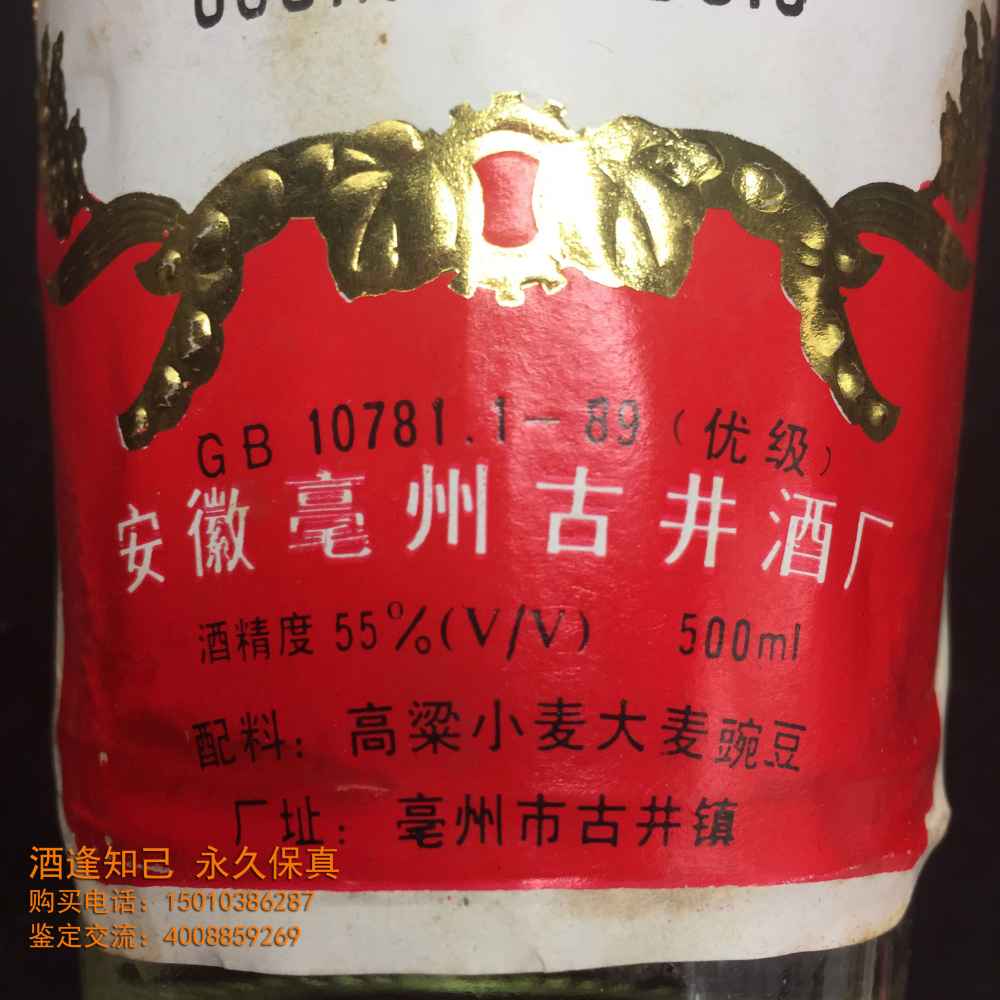 GB 10781.1-89(优级)
安徽亳州古井酒厂
酒精度 55%(V/V) 500ml
配料:高粱小麦大麦豌豆
厂址:亳州市古井镇
酒逢知己 永久保真
购买电话:15010386287
鉴定交流:4008859269